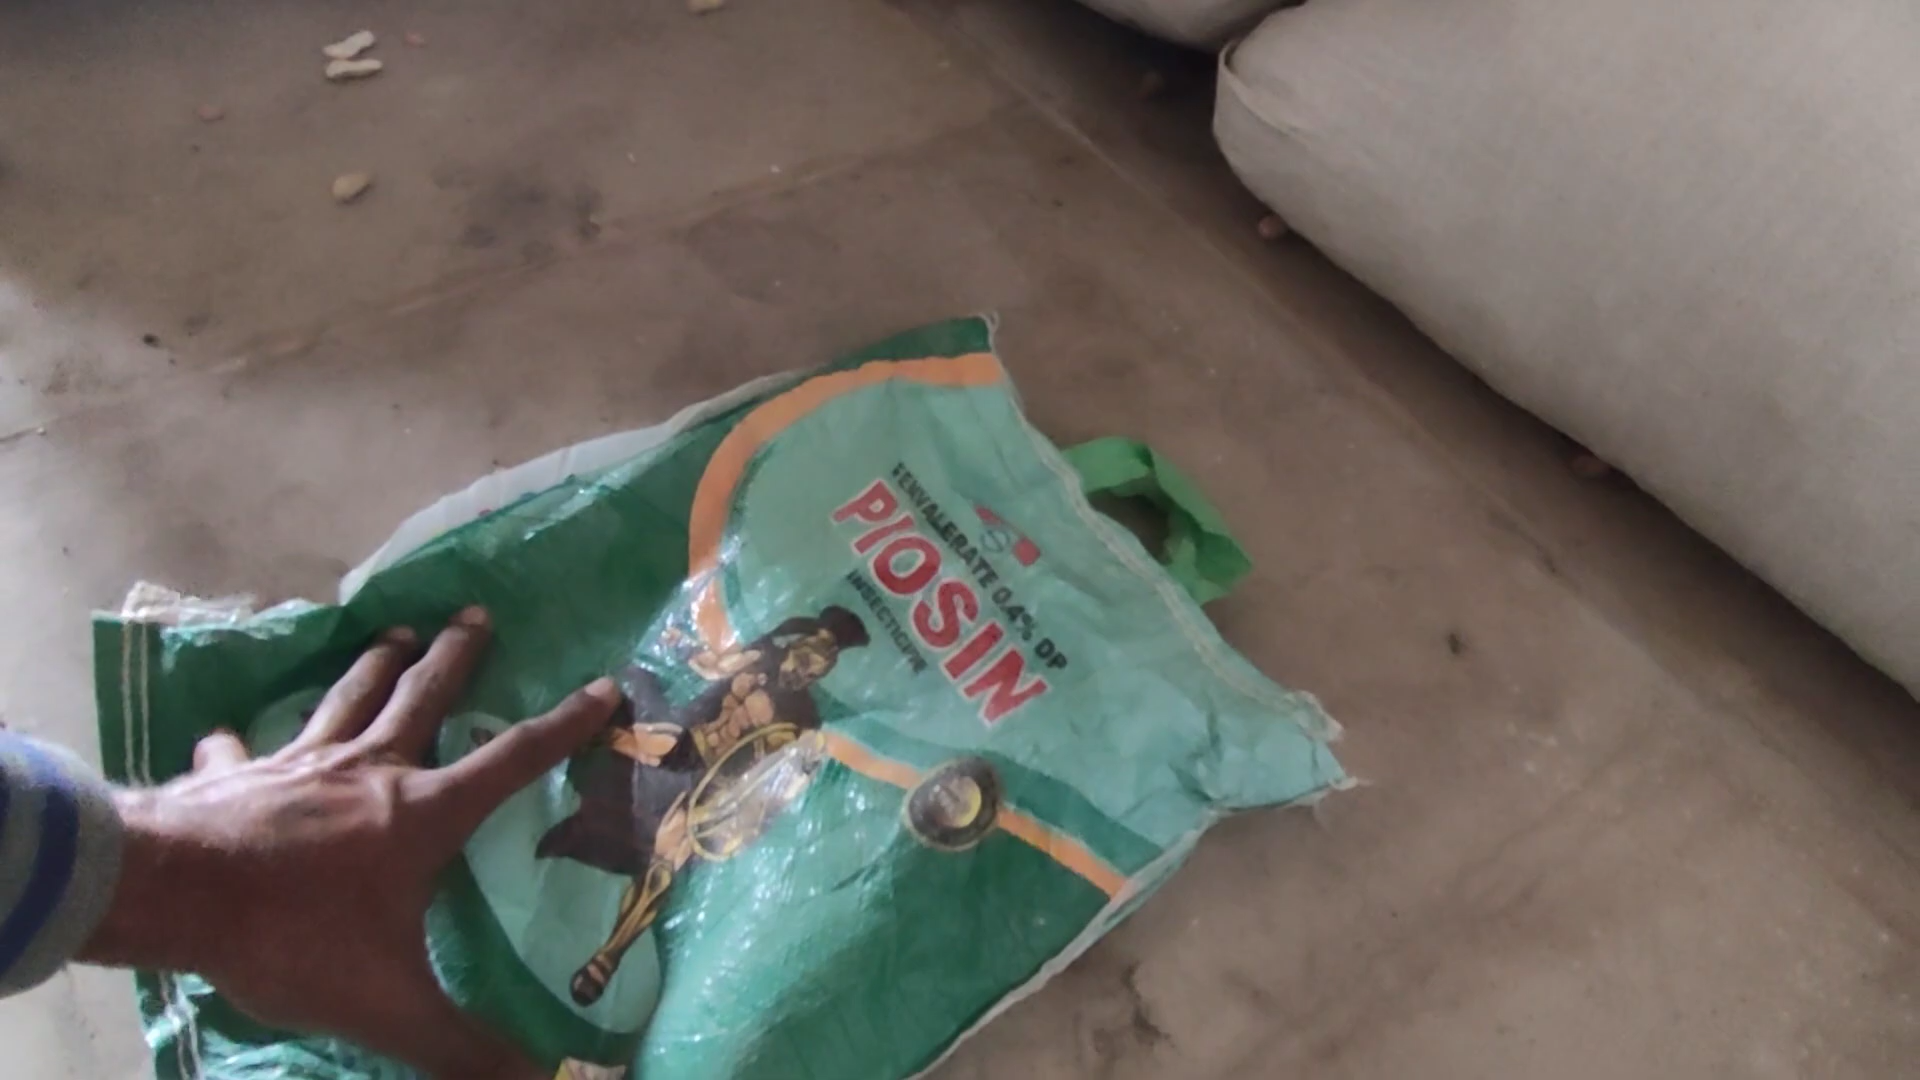 S
FENVALERATE 0.4% DP
PIOSIN
INSECTICIDE